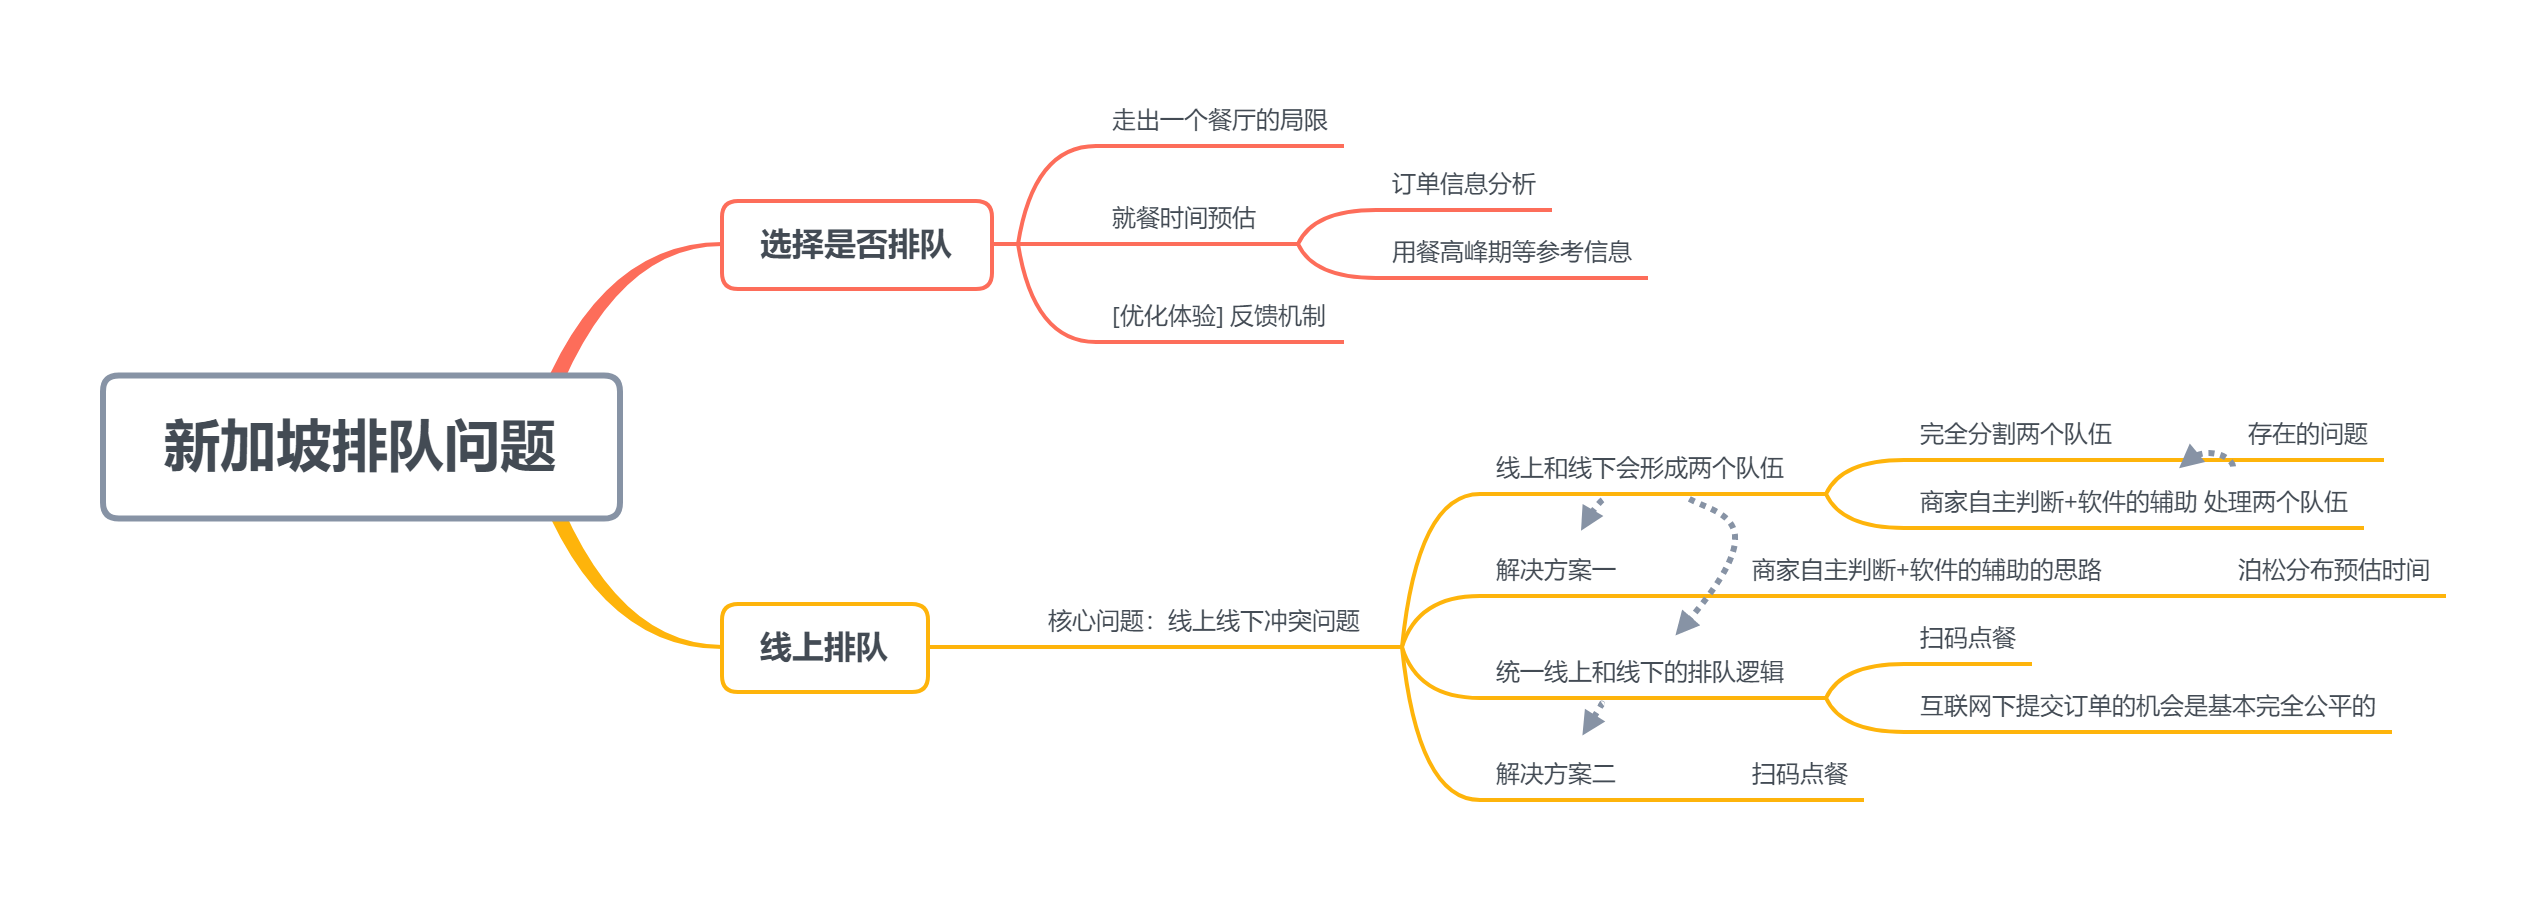 新加坡排队问题
选择是否排队
走出一个餐厅的局限
就餐时间预估
订单信息分析
用餐高峰期等参考信息
[优化体验] 反馈机制
线上排队
核心问题：线上线下冲突问题
线上和线下会形成两个队伍
完全分割两个队伍
存在的问题
商家自主判断+软件的辅助 处理两个队伍
解决方案一
商家自主判断+软件的辅助的思路
泊松分布预估时间
统一线上和线下的排队逻辑
扫码点餐
互联网下提交订单的机会是基本完全公平的
解决方案二
扫码点餐